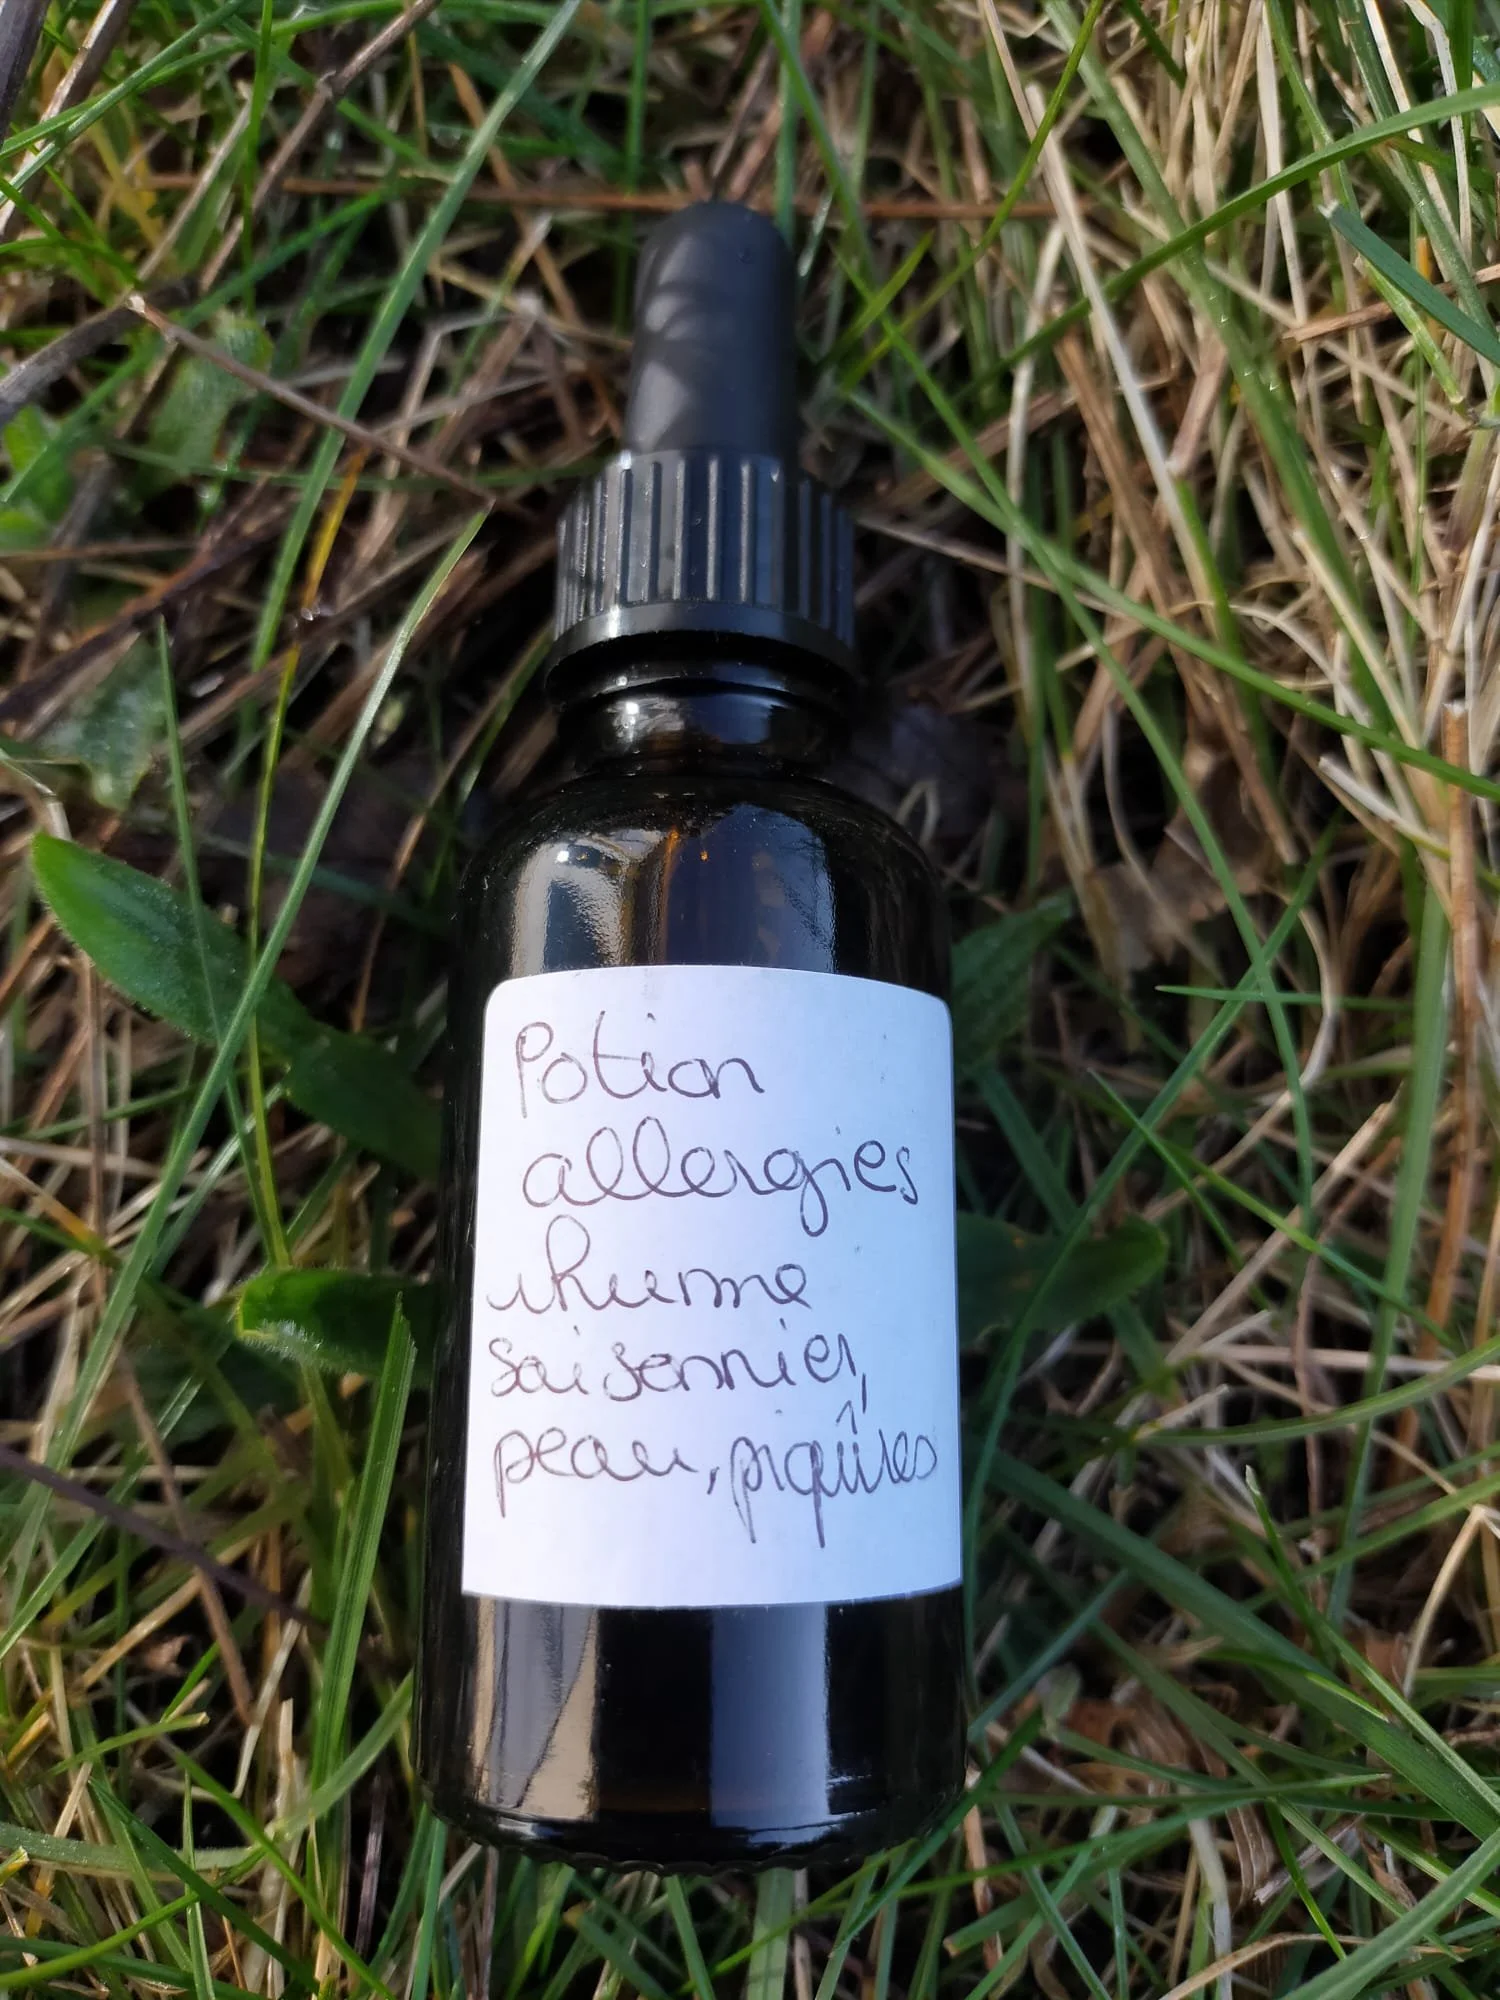 Potion
allergies
rhume
saisonnier,
peau, piqûres